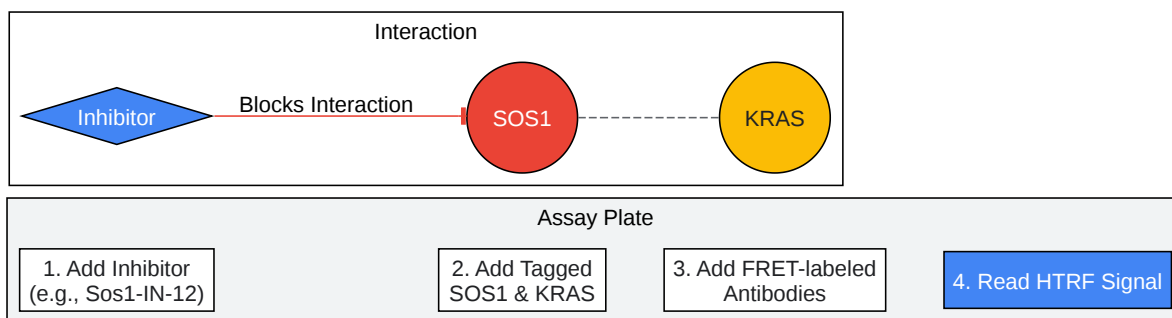 Interaction
Inhibitor
Blocks Interaction
SOS1
KRAS
Assay Plate
1. Add Inhibitor
(e.g., Sos1-IN-12)
2. Add Tagged
SOS1 & KRAS
3. Add FRET-labeled
Antibodies
4. Read HTRF Signal